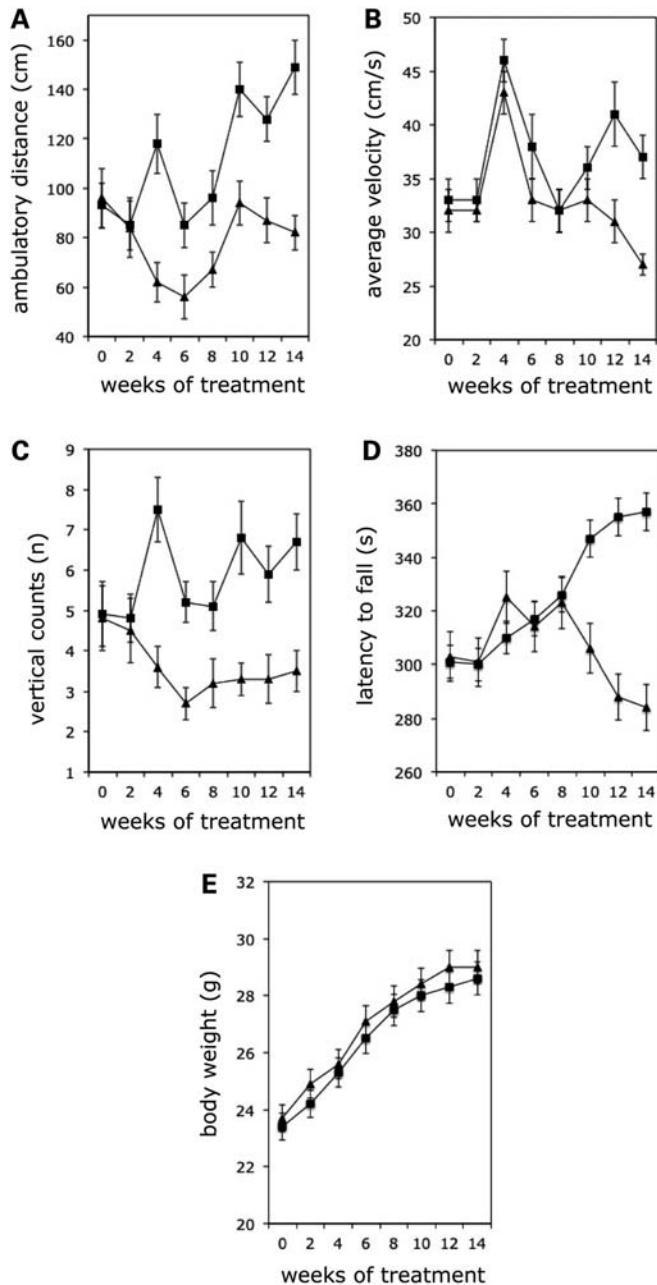 A
ambulatory distance (cm)
160
140
120
100
80
60
40
0 2 4 6 8 10 12 14
weeks of treatment
B
average velocity (cm/s)
50
45
40
35
30
25
20
0 2 4 6 8 10 12 14
weeks of treatment
C
vertical counts (n)
9
8
7
6
5
4
3
2
1
0 2 4 6 8 10 12 14
weeks of treatment
D
latency to fall (s)
380
360
340
320
300
280
260
0 2 4 6 8 10 12 14
weeks of treatment
E
body weight (g)
32
30
28
26
24
22
20
0 2 4 6 8 10 12 14
weeks of treatment